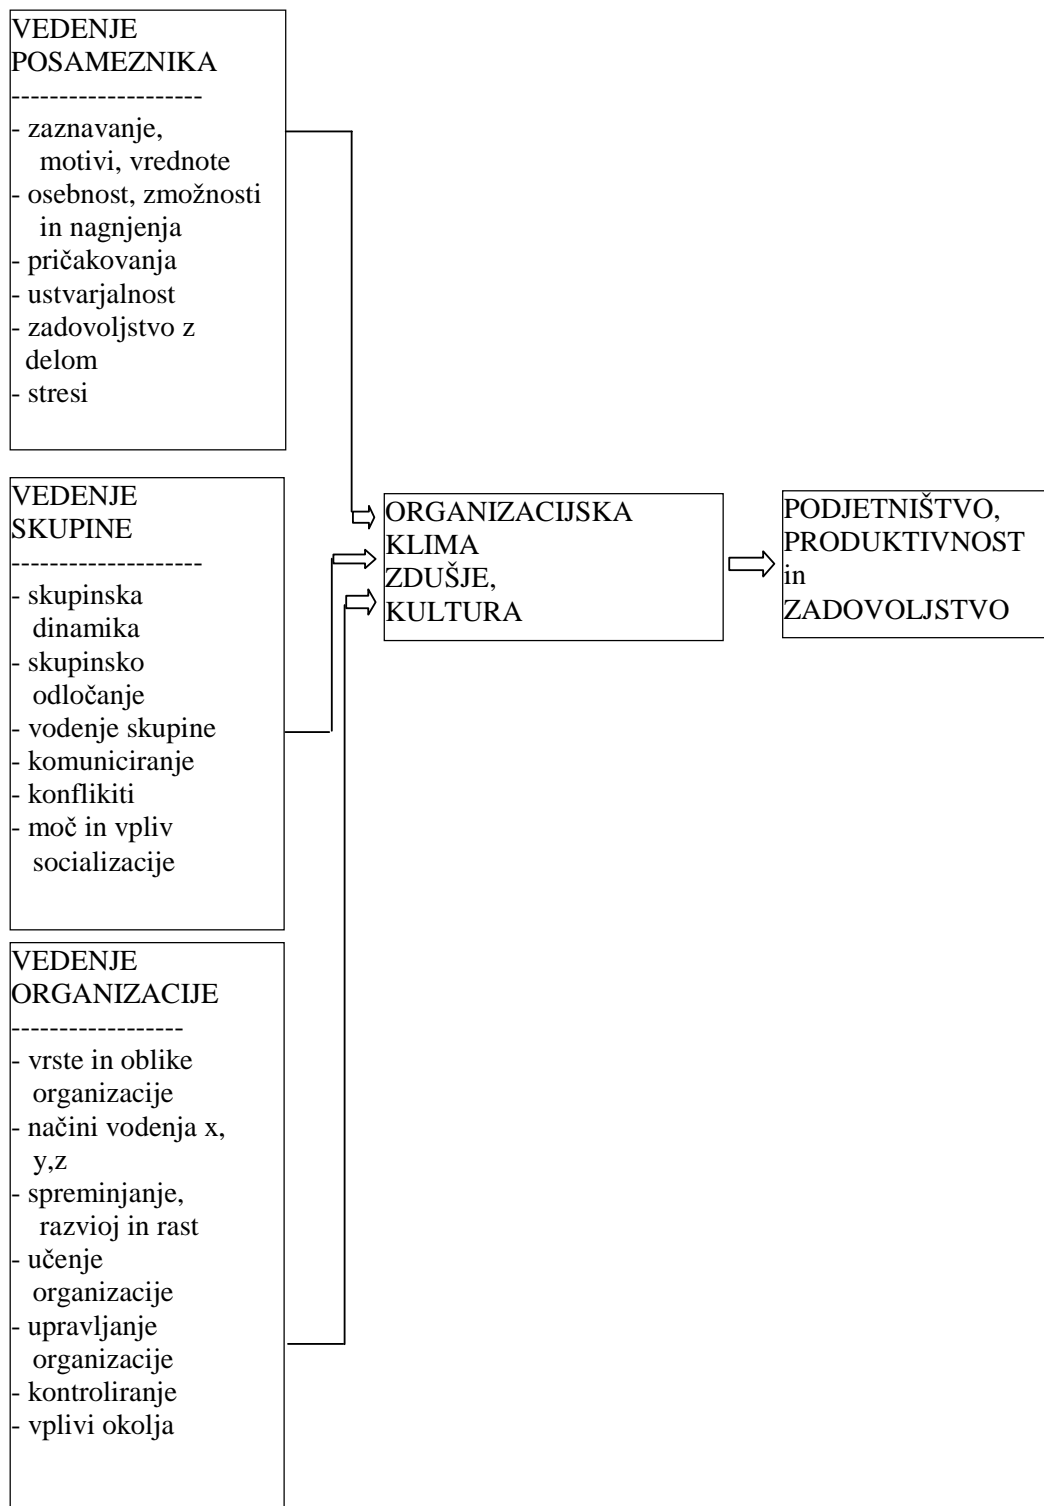 VEDENJE
POSAMEZNIKA
--------------------
- zaznavanje,
motivi, vrednote
- osebnost, zmožnosti
in nagnjenja
- pričakovanja
- ustvarjalnost
- zadovoljstvo z
delom
- stresi
VEDENJE
SKUPINE
--------------------
- skupinska
dinamika
- skupinsko
odločanje
- vodenje skupine
- komuniciranje
- konflikiti
- moč in vpliv
socializacije
VEDENJE
ORGANIZACIJE
------------------
- vrste in oblike
organizacije
- načini vodenja x,
y,z
- spreminjanje,
razvioj in rast
- učenje
organizacije
- upravljanje
organizacije
- kontroliranje
- vplivi okolja
ORGANIZACIJSKA
KLIMA
ZDUŠJE,
KULTURA
PODJETNIŠTVO,
PRODUKTIVNOST
in
ZADOVOLJSTVO